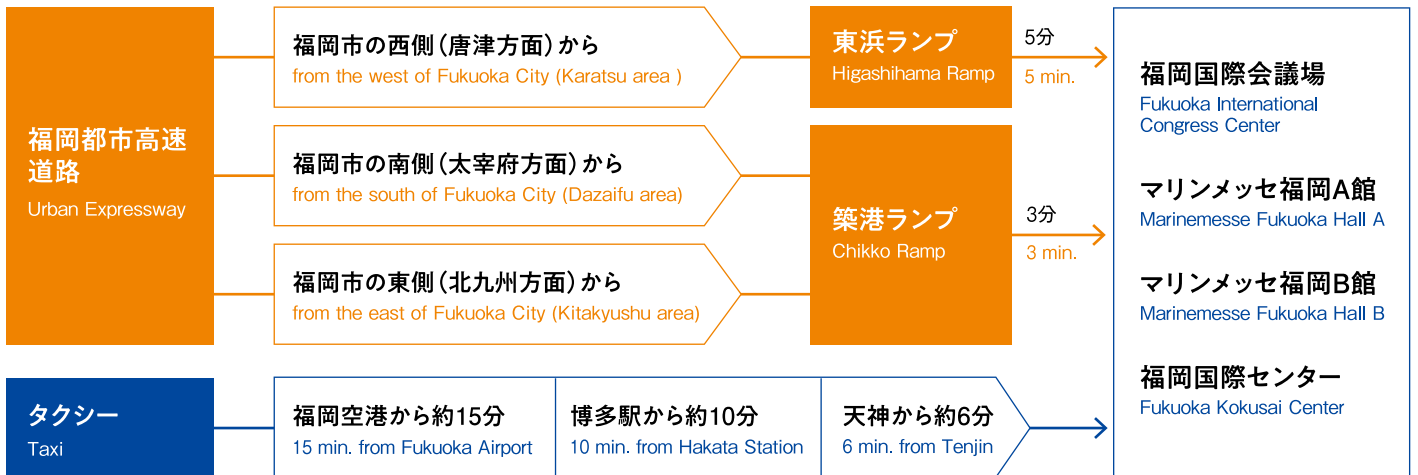 福岡都市高速
道路
Urban Expressway
福岡市の西側（唐津方面）から
from the west of Fukuoka City (Karatsu area )
東浜ランプ
Higashihama Ramp
5分
5 min.
福岡市の南側（太宰府方面）から
from the south of Fukuoka City (Dazaifu area)
福岡市の東側（北九州方面）から
from the east of Fukuoka City (Kitakyushu area)
築港ランプ
Chikko Ramp
3分
3 min.
タクシー
Taxi
福岡空港から約15分
15 min. from Fukuoka Airport
博多駅から約10分
10 min. from Hakata Station
天神から約6分
6 min. from Tenjin
福岡国際会議場
Fukuoka International
Congress Center
マリンメッセ福岡A館
Marinemesse Fukuoka Hall A
マリンメッセ福岡B館
Marinemesse Fukuoka Hall B
福岡国際センター
Fukuoka Kokusai Center